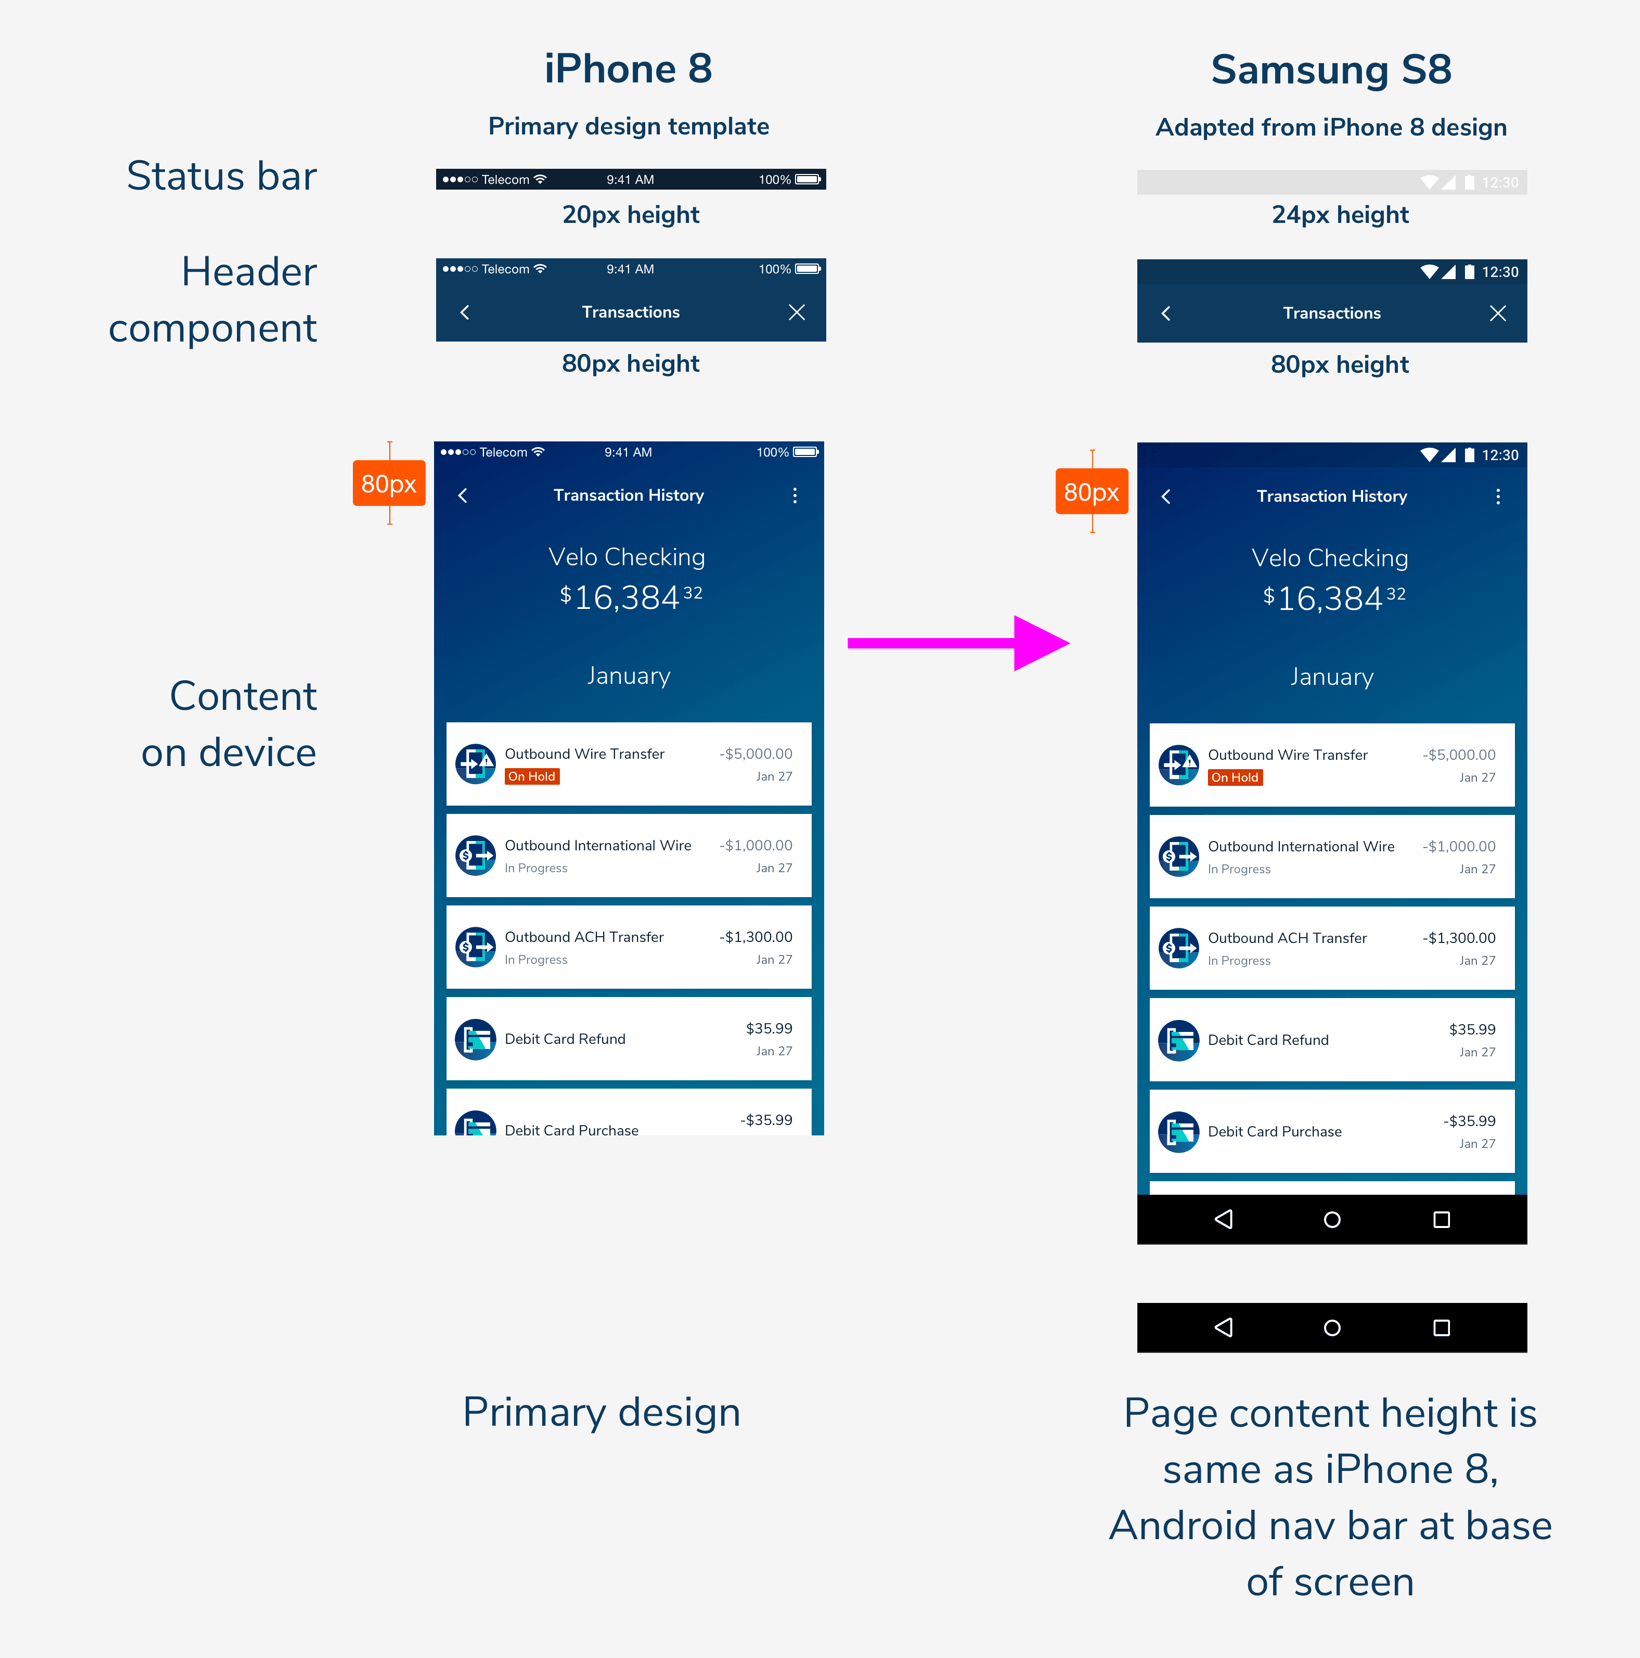 iPhone 8
Primary design template
Samsung S8
Adapted from iPhone 8 design
Status bar
Telecom 9:41 AM 100%
20px height
12:30
24px height
Header
component
Telecom 9:41 AM 100%
Transactions
80px height
12:30
Transactions
80px height
Content
on device
80px
Telecom 9:41 AM 100%
Transaction History
Velo Checking
$16,384 32
January
Outbound Wire Transfer -$5,000.00
On Hold Jan 27
Outbound International Wire -$1,000.00
In Progress Jan 27
Outbound ACH Transfer -$1,300.00
In Progress Jan 27
Debit Card Refund $35.99
Jan 27
Debit Card Purchase -$35.99
Primary design
80px
12:30
Transaction History
Velo Checking
$16,384 32
January
Outbound Wire Transfer -$5,000.00
On Hold Jan 27
Outbound International Wire -$1,000.00
In Progress Jan 27
Outbound ACH Transfer -$1,300.00
In Progress Jan 27
Debit Card Refund $35.99
Jan 27
Debit Card Purchase -$35.99
Jan 27
Page content height is
same as iPhone 8,
Android nav bar at base
of screen